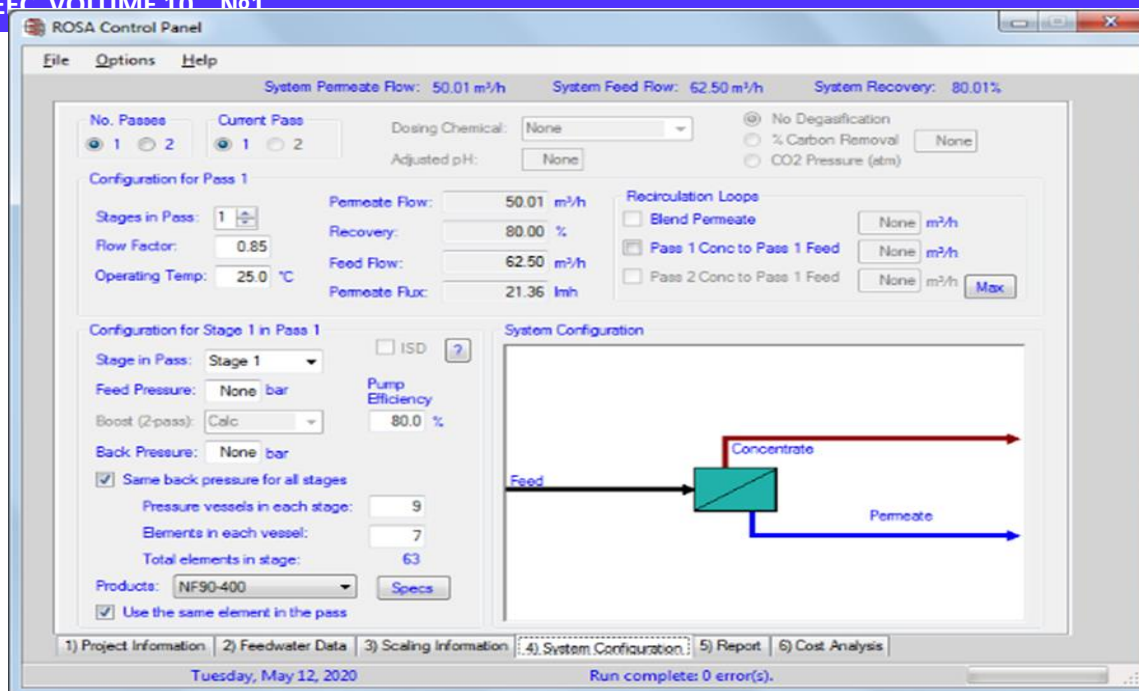 EEC VOLUME 10 №1
ROSA Control Panel
File Options Help
System Permeate Flow: 50.01 m³/h System Feed Flow: 62.50 m³/h System Recovery: 80.01%
No. Passes Current Pass
1 2 1 2
Dosing Chemical: None
Adjusted pH: None
No Degasification
% Carbon Removal None
CO2 Pressure (atm)
Configuration for Pass 1
Stages in Pass: 1
Flow Factor: 0.85
Operating Temp: 25.0 °C
Permeate Flow: 50.01 m³/h
Recovery: 80.00 %
Feed Flow: 62.50 m³/h
Permeate Flux: 21.36 lmh
Recirculation Loops
Blend Permeate None m³/h
Pass 1 Conc to Pass 1 Feed None m³/h
Pass 2 Conc to Pass 1 Feed None m³/h Max
Configuration for Stage 1 in Pass 1
Stage in Pass: Stage 1
ISD ?
Feed Pressure: None bar
Pump
Efficiency
Boost (2-pass): Calc
80.0 %
Back Pressure: None bar
Same back pressure for all stages
Pressure vessels in each stage: 9
Elements in each vessel: 7
Total elements in stage: 63
Products: NF90-400 Specs
Use the same element in the pass
System Configuration
Concentrate
Feed
Permeate
1) Project Information 2) Feedwater Data 3) Scaling Information 4) System Configuration 5) Report 6) Cost Analysis
Tuesday, May 12, 2020 Run complete: 0 error(s).